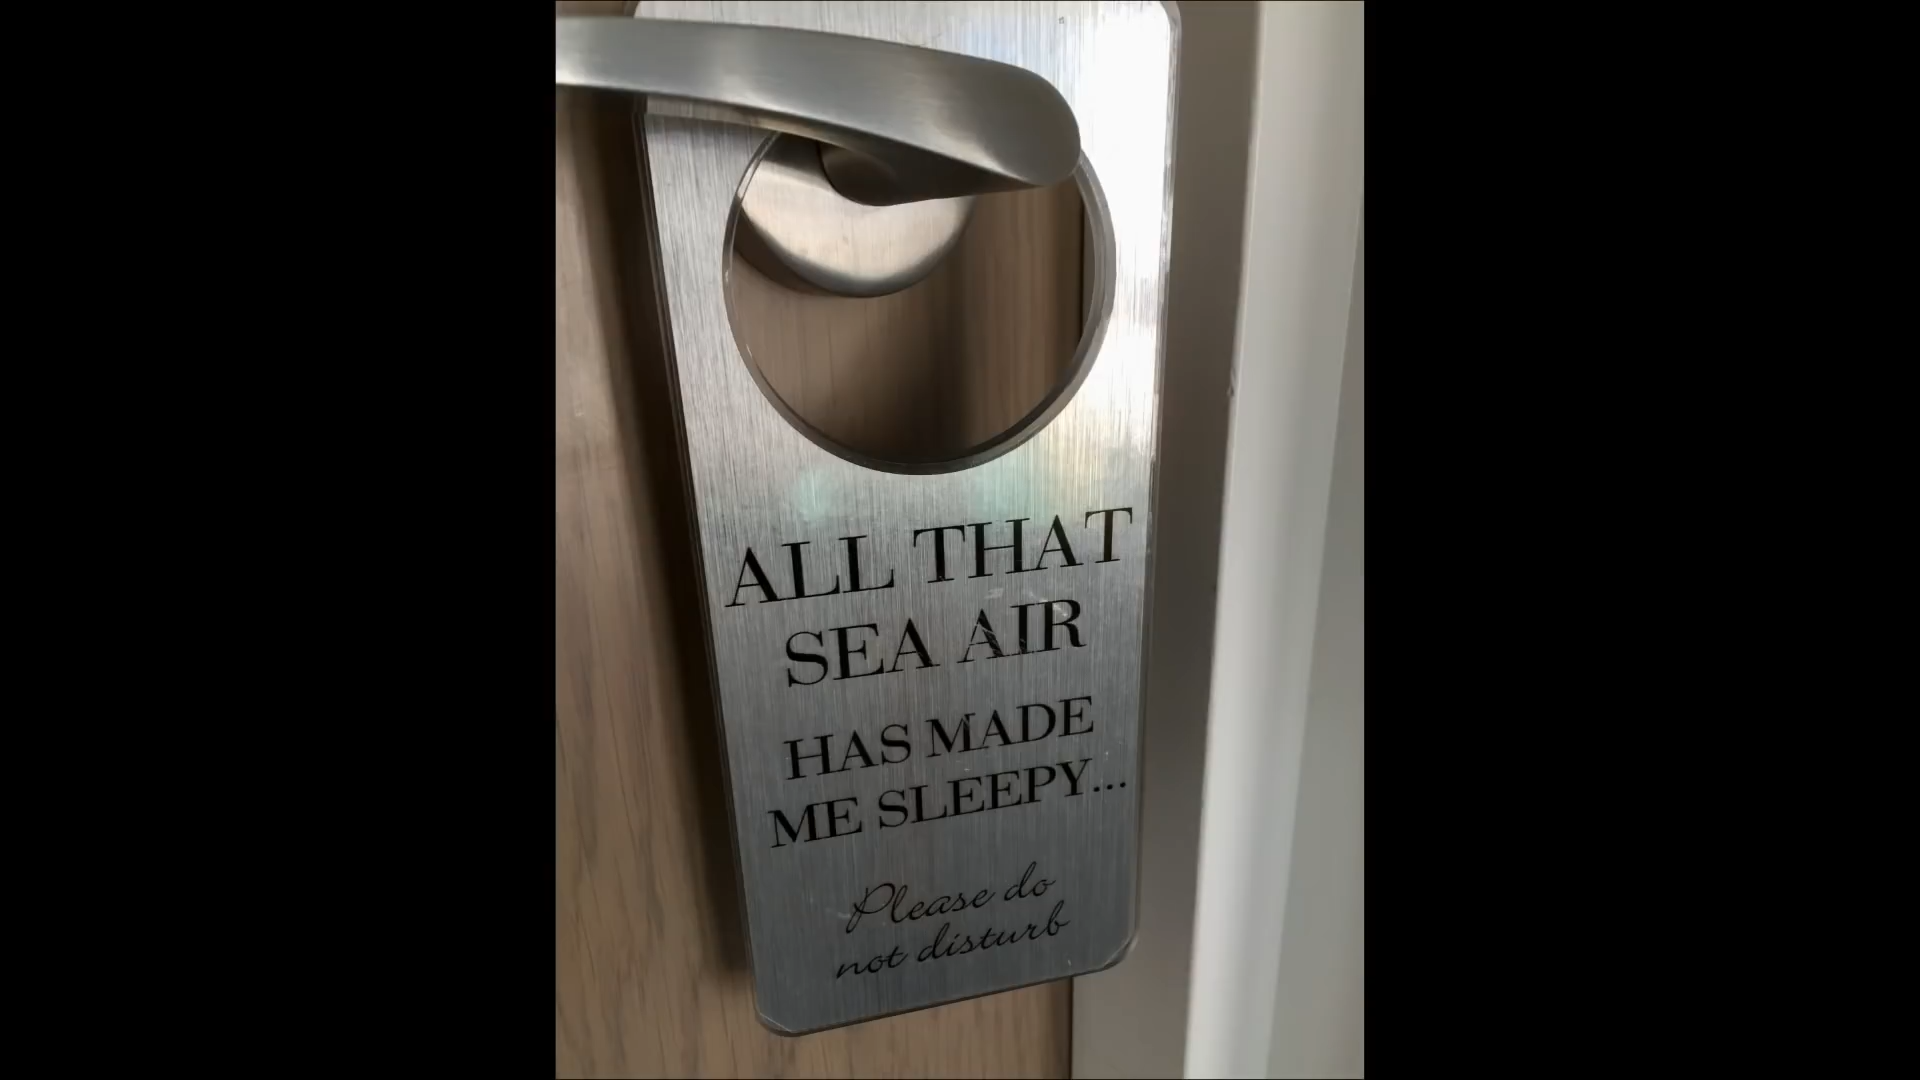 ALL THAT
SEA AIR
HAS MADE
ME SLEEPY...
Please do
not disturb